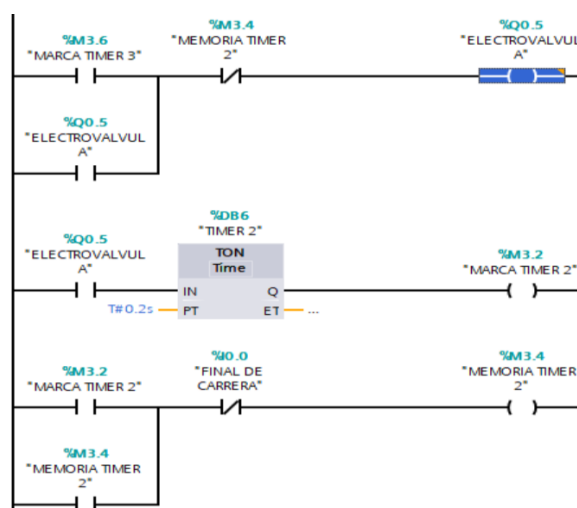 %M3.6
"MARCA TIMER 3"
%M3.4
"MEMORIA TIMER
2"
%Q0.5
"ELECTROVALVUL
A"
%Q0.5
"ELECTROVALVUL
A"
%DB6
"TIMER 2"
%Q0.5
"ELECTROVALVUL
A"
TON
Time
%M3.2
"MARCA TIMER 2"
IN
Q
T#0.2s
PT
ET
...
%M3.2
"MARCA TIMER 2"
%I0.0
"FINAL DE
CARRERA"
%M3.4
"MEMORIA TIMER
2"
%M3.4
"MEMORIA TIMER
2"